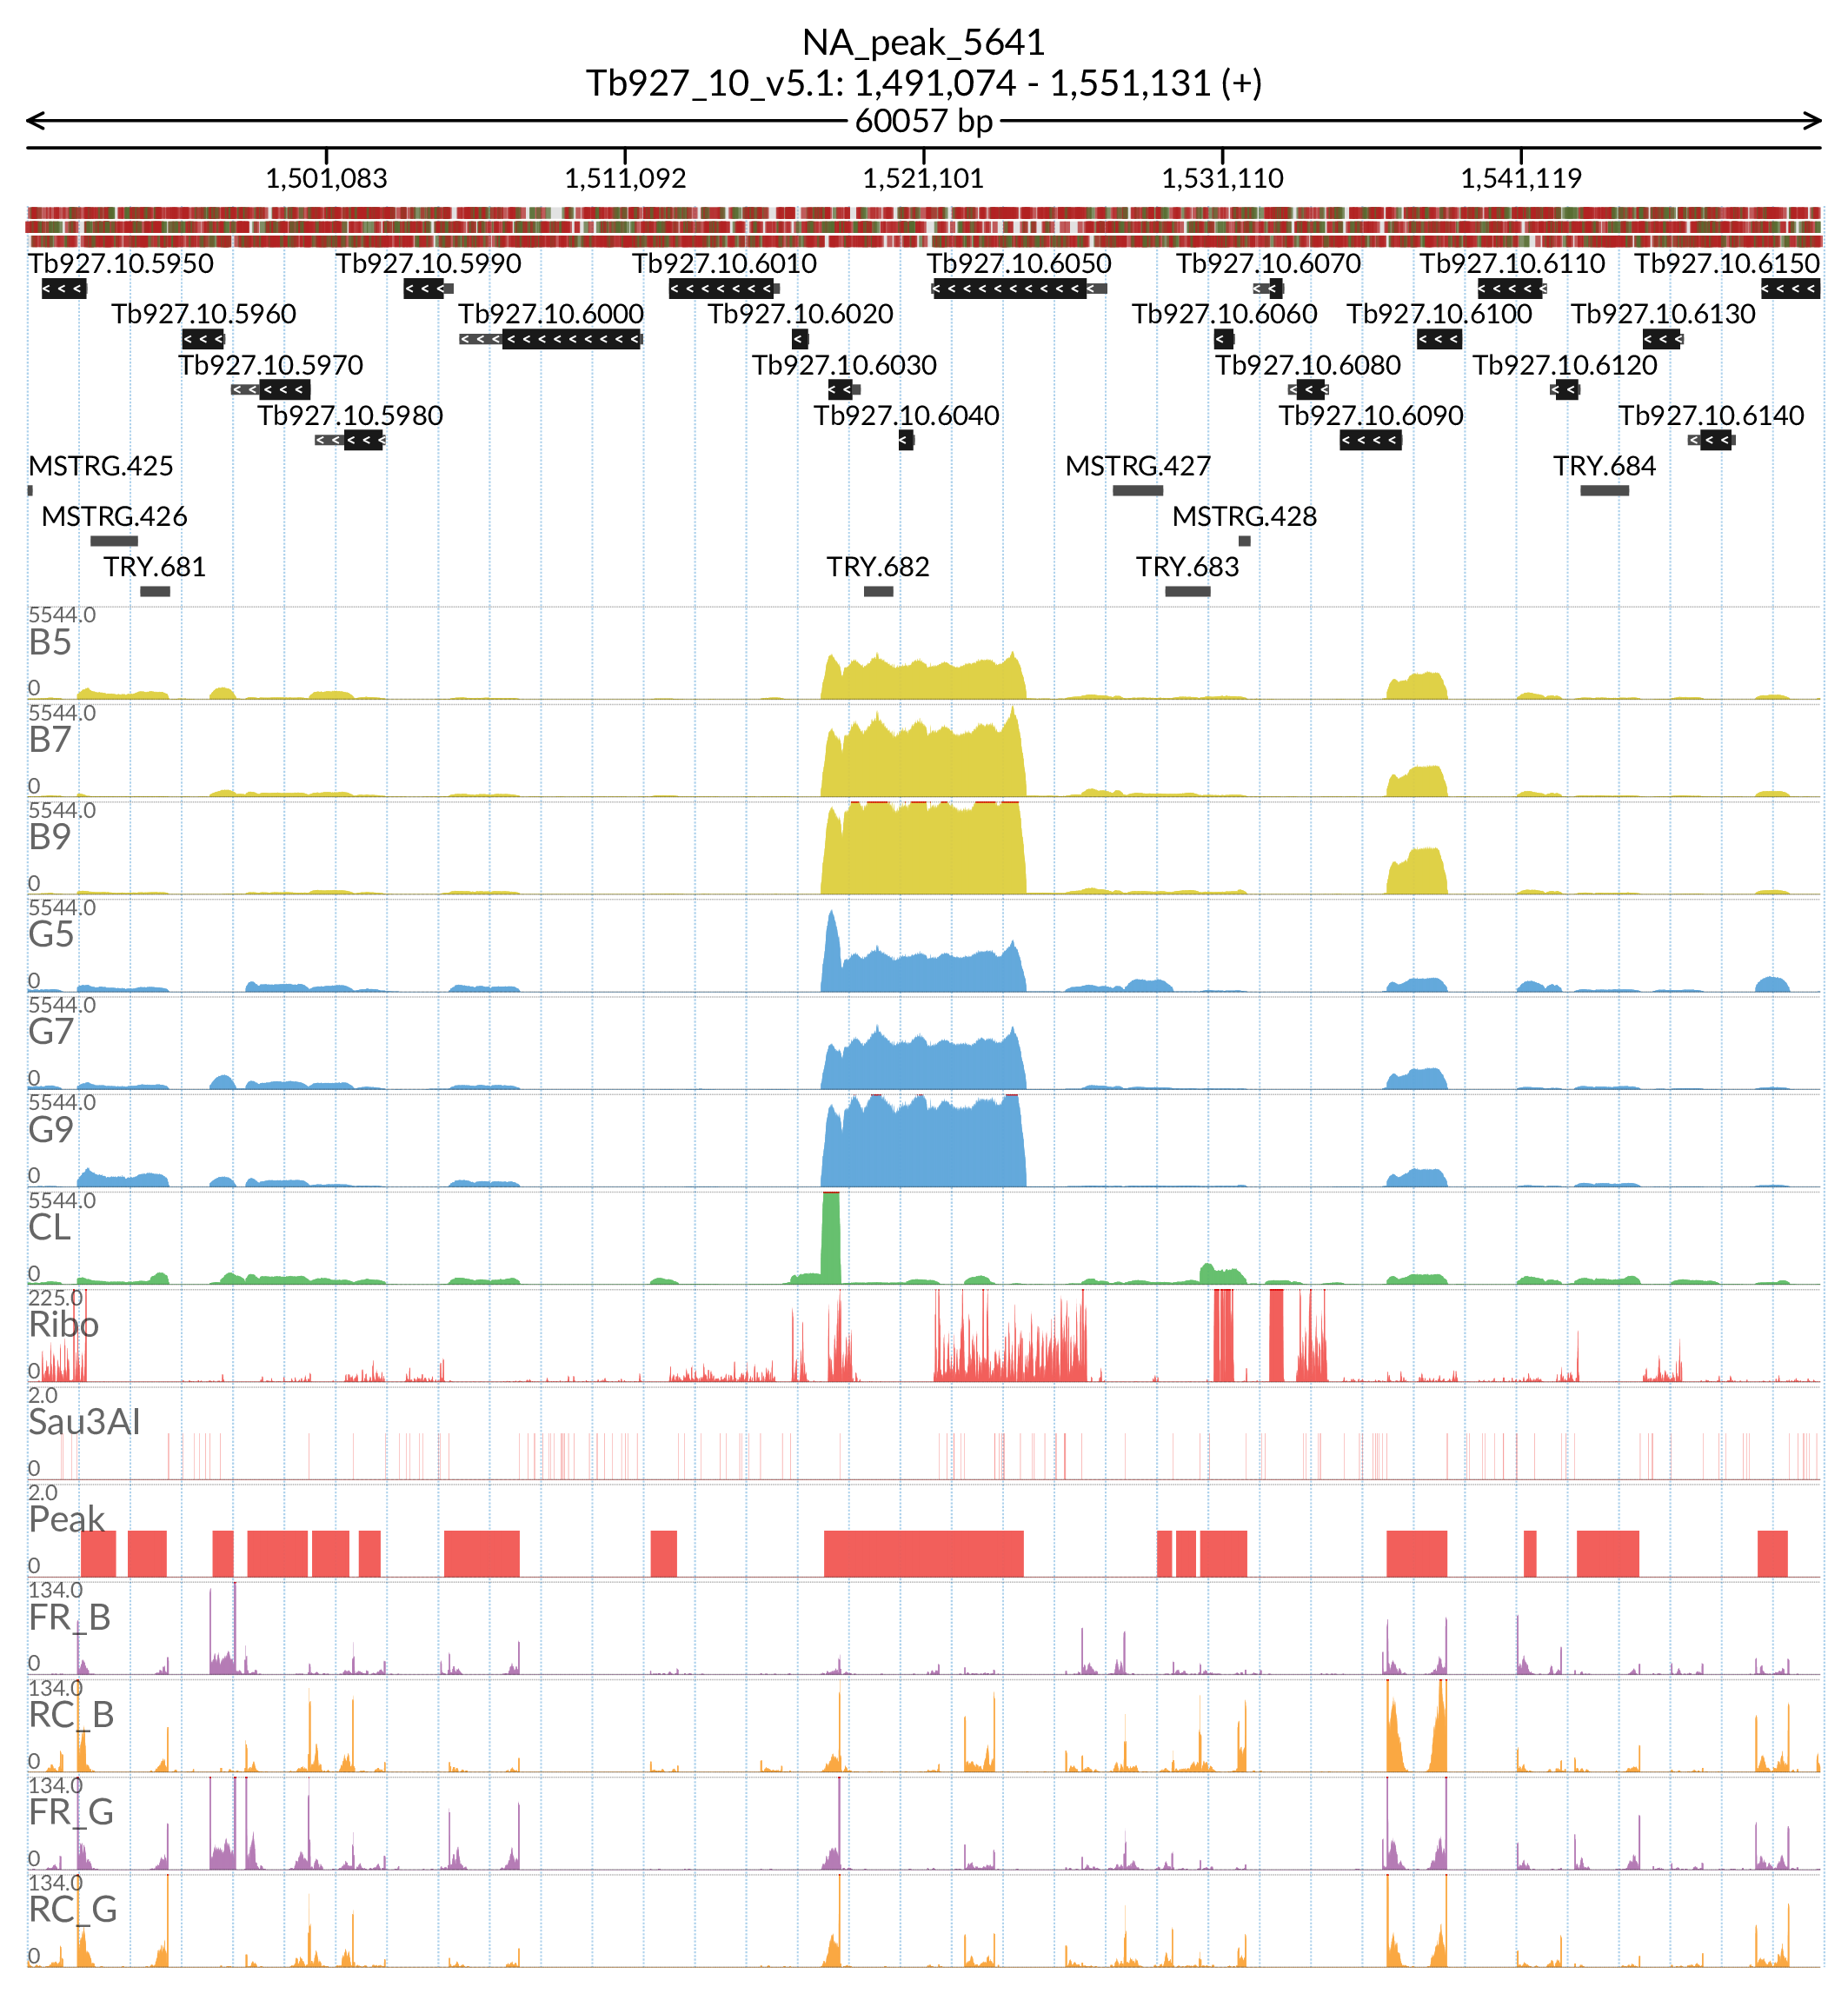 NA_peak_5641
Tb927_10_v5.1: 1,491,074 - 1,551,131 (+)
60057 bp
1,501,083 1,511,092 1,521,101 1,531,110 1,541,119
Tb927.10.5950 Tb927.10.5990 Tb927.10.6010 Tb927.10.6050 Tb927.10.6070 Tb927.10.6110 Tb927.10.6150
Tb927.10.5960 Tb927.10.6000 Tb927.10.6020 Tb927.10.6060 Tb927.10.6100 Tb927.10.6130
Tb927.10.5970 Tb927.10.6030 Tb927.10.6080 Tb927.10.6120
Tb927.10.5980 Tb927.10.6040 Tb927.10.6090 Tb927.10.6140
MSTRG.425 MSTRG.427 TRY.684
MSTRG.426 MSTRG.428
TRY.681 TRY.682 TRY.683
5544.0
B5
0
5544.0
B7
0
5544.0
B9
0
5544.0
G5
0
5544.0
G7
0
5544.0
G9
0
5544.0
CL
0
225.0
Ribo
0
2.0
Sau3AI
0
2.0
Peak
0
134.0
FR_B
0
134.0
RC_B
0
134.0
FR_G
0
134.0
RC_G
0